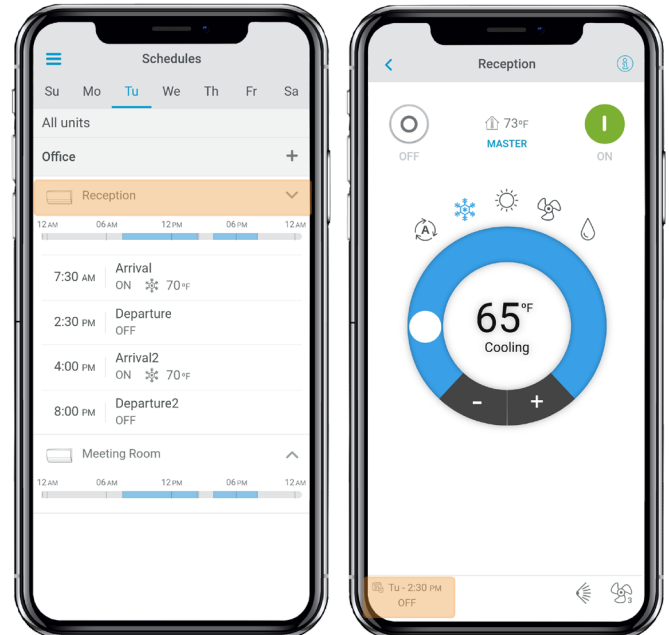 Schedules
Su Mo Tu We Th Fr Sa
All units
Office +
Reception
12 AM 06 AM 12 PM 06 PM 12 AM
7:30 AM Arrival
ON 70°F
2:30 PM Departure
OFF
4:00 PM Arrival2
ON 70°F
8:00 PM Departure2
OFF
Meeting Room
12 AM 06 AM 12 PM 06 PM 12 AM
Reception
73°F
MASTER
OFF
ON
A
65°F
Cooling
- +
Tu - 2:30 PM
OFF
3